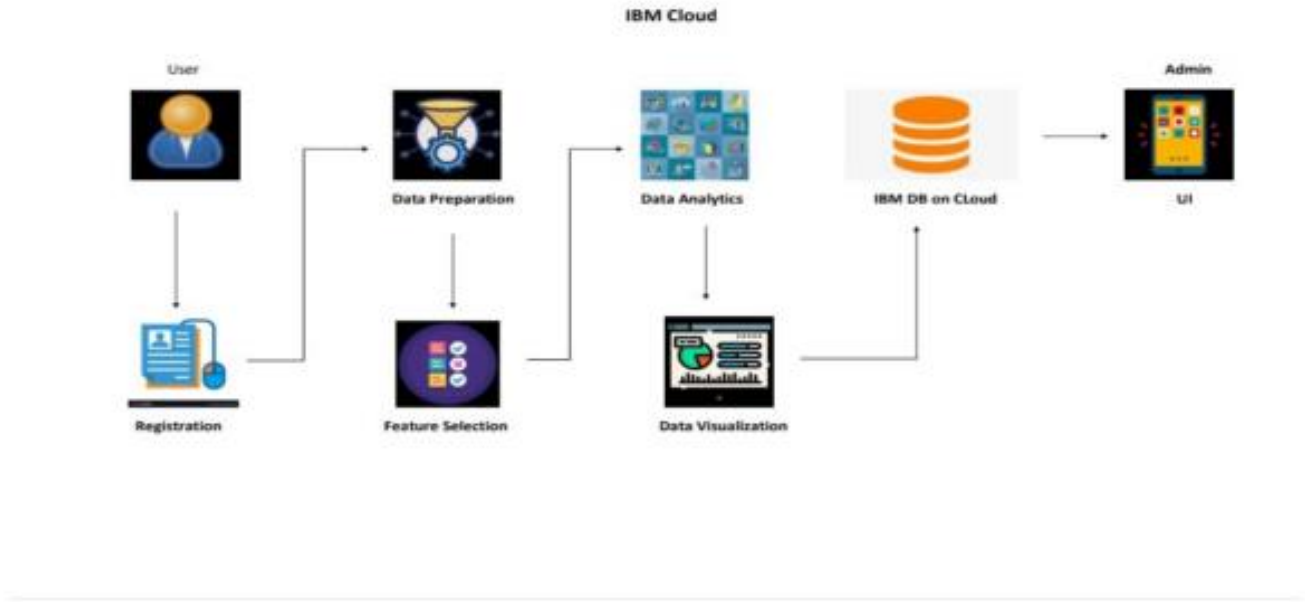 IBM Cloud
User
Admin
Data Preparation
Data Analytics
IBM DB on CLoud
UI
Registration
Feature Selection
Data Visualization